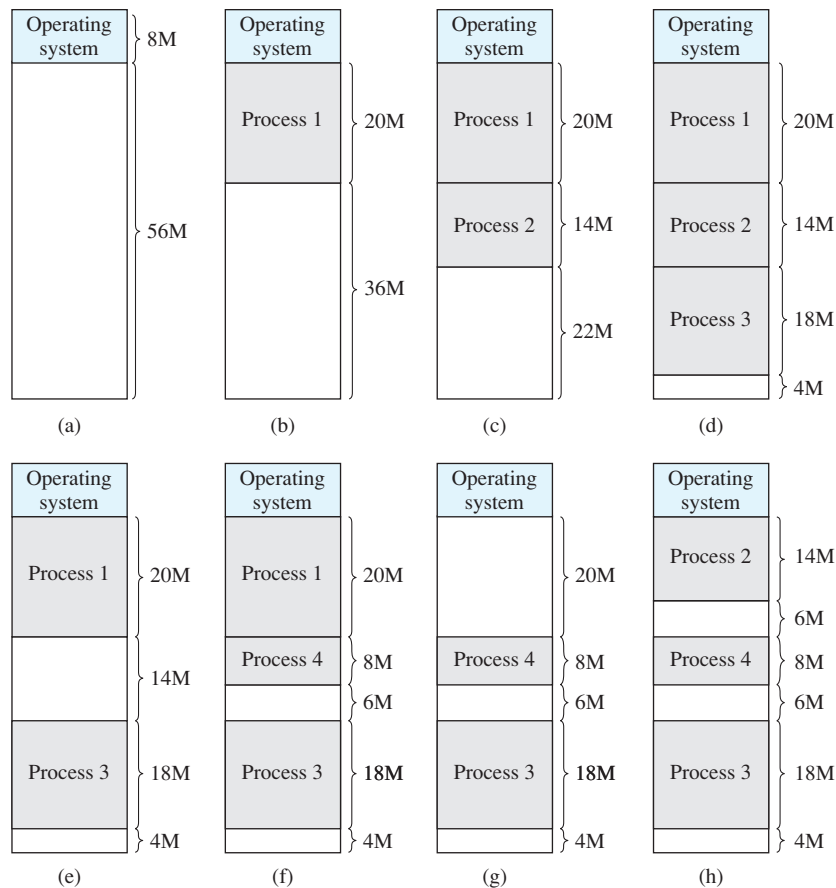 Operating
system
8M
56M
(a)
Operating
system
Process 1
20M
36M
(b)
Operating
system
Process 1
20M
Process 2
14M
22M
(c)
Operating
system
Process 1
20M
Process 2
14M
Process 3
18M
4M
(d)
Operating
system
Process 1
20M
14M
Process 3
18M
4M
(e)
Operating
system
Process 1
20M
Process 4
8M
6M
Process 3
18M
4M
(f)
Operating
system
20M
Process 4
8M
6M
Process 3
18M
4M
(g)
Operating
system
Process 2
14M
6M
Process 4
8M
6M
Process 3
18M
4M
(h)